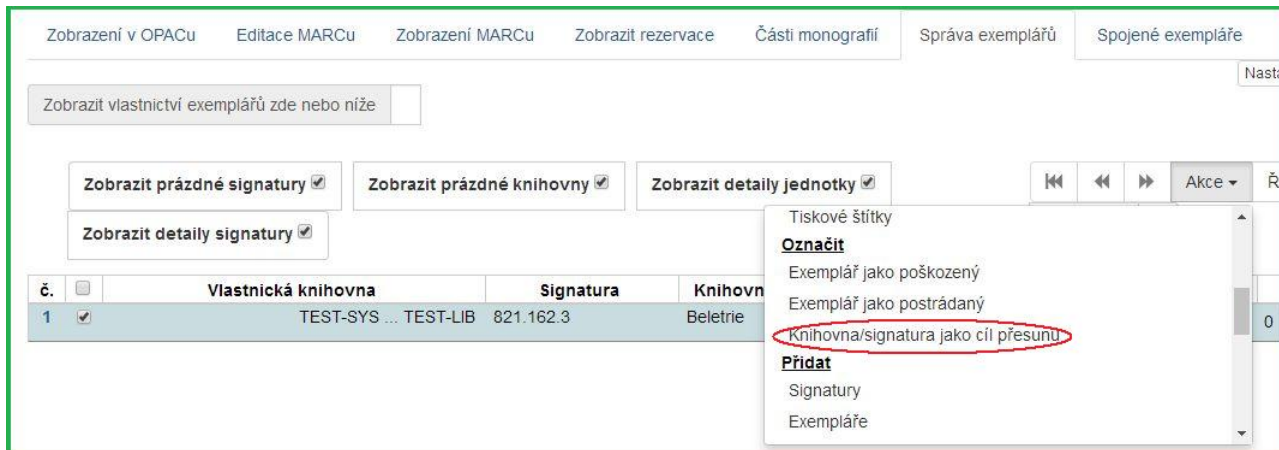 Zobrazení v OPACu Editace MARCu Zobrazení MARCu Zobrazit rezervace Části monografií Správa exemplářů Spojené exempláře
Zobrazit vlastnictví exemplářů zde nebo níže
Zobrazit prázdné signatury Zobrazit prázdné knihovny Zobrazit detaily jednotky Akce
Zobrazit detaily signatury
Tiskové štítky
Označit
Exemplář jako poškozený
č. Vlastnická knihovna Signatura Knihovn
Exemplář jako postrádaný
1 TEST-SYS ... TEST-LIB 821.162.3 Beletrie 0
Knihovna/signatura jako cíl přesunu
Přidat
Signatury
Exempláře